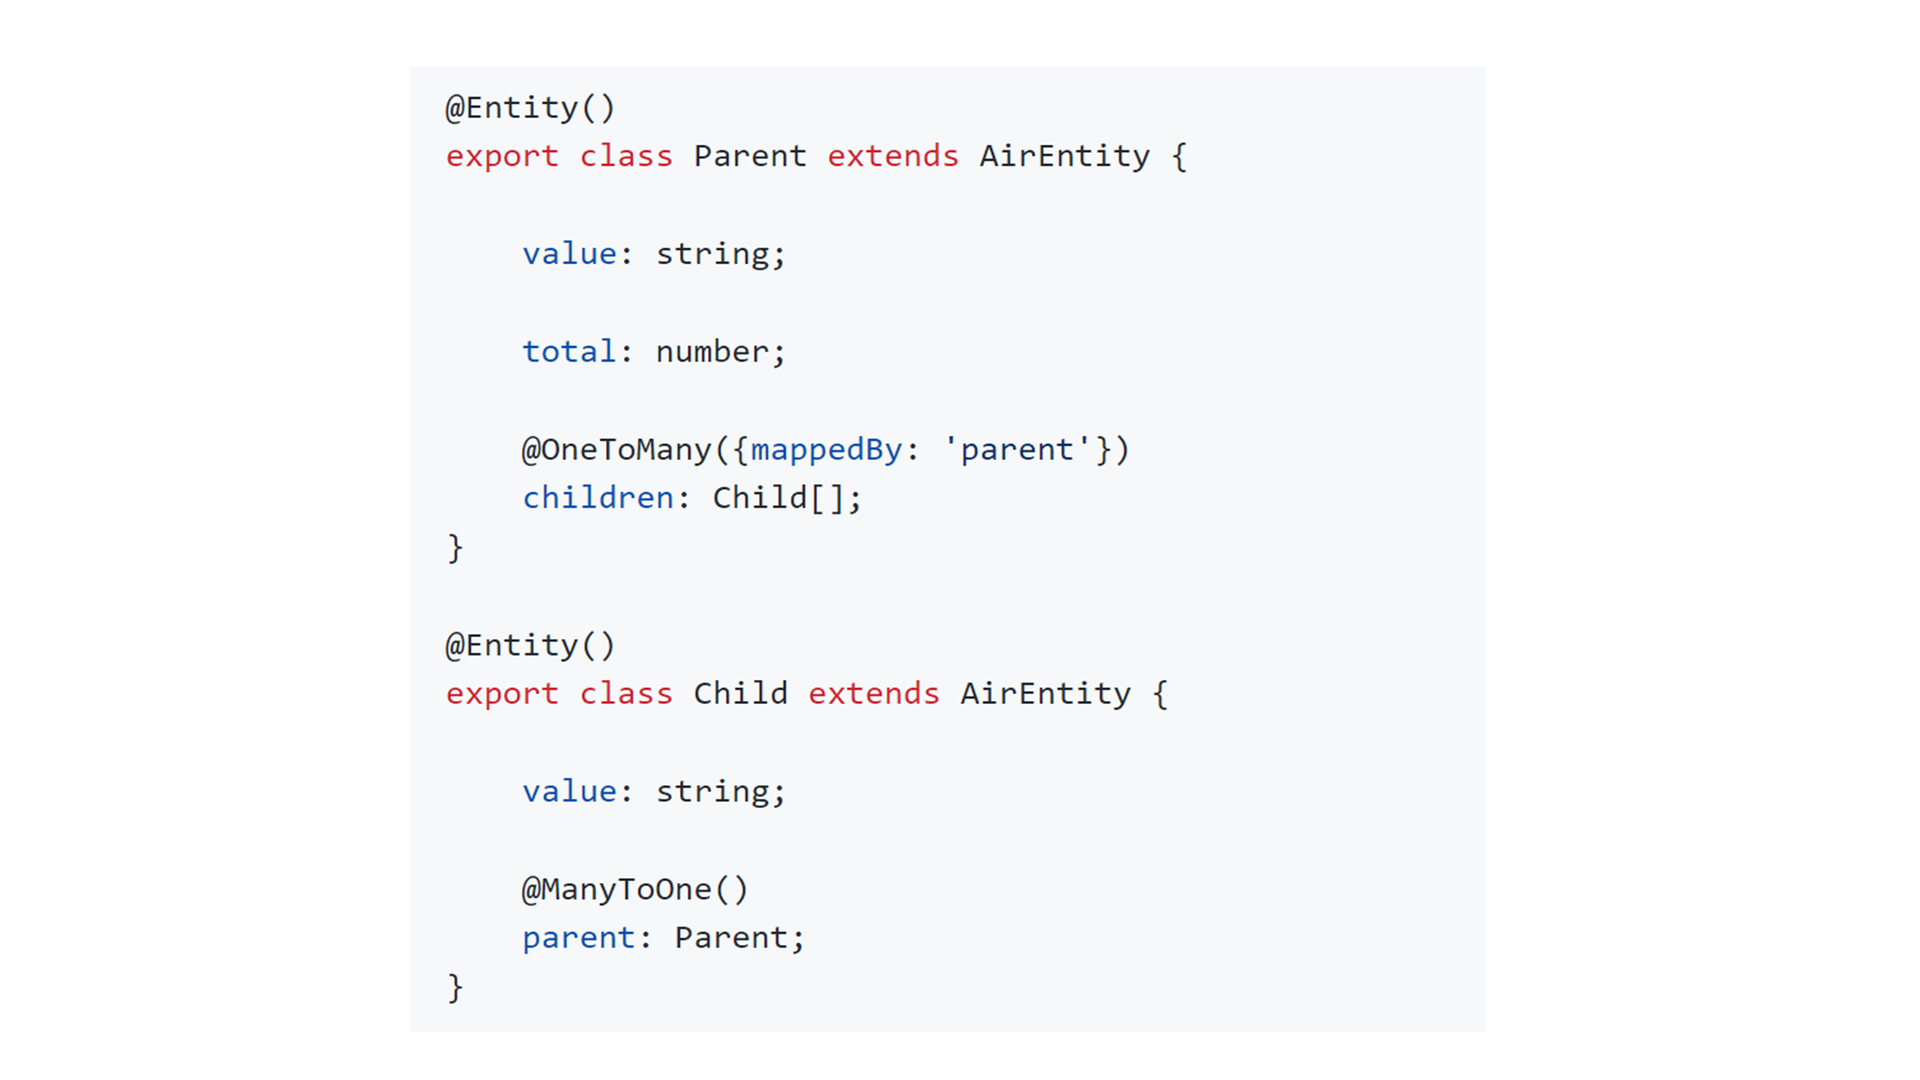 @Entity()
export class Parent extends AirEntity {
value: string;
total: number;
@OneToMany({mappedBy: 'parent'})
children: Child[];
}
@Entity()
export class Child extends AirEntity {
value: string;
@ManyToOne()
parent: Parent;
}